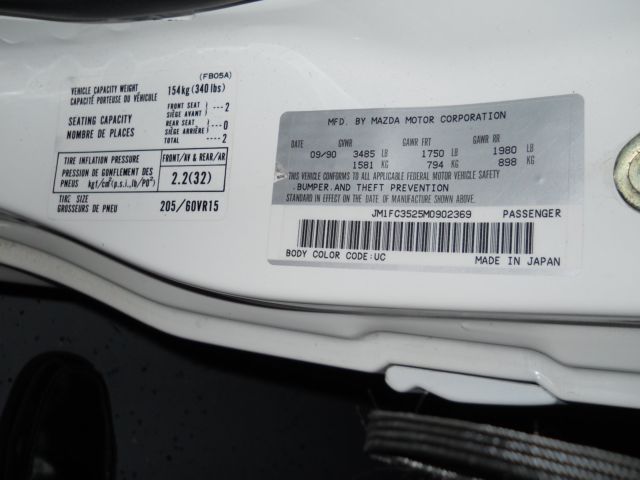 (FB05A)
VEHICLE CAPACITY WEIGHT 154kg (340 lbs)
CAPACITÉ PORTEUSE DU VÉHICULE
SEATING CAPACITY
NOMBRE DE PLACES
FRONT SEAT
SIÈGE AVANT 2
REAR SEAT
SIÈGE ARRIÈRE 0
TOTAL 2
TIRE INFLATION PRESSURE FRONT/AV & REAR/AR
PRESSION DE GONFLEMENT DES
PNEUS kg/cm²(p.s.i.,lb/PO²) 2.2(32)
TIRE SIZE
GROSSEURS DE PNEU 205/60VR15
MFD. BY MAZDA MOTOR CORPORATION
DATE GVWR GAWR FRT GAWR RR
09/90 3485 LB 1750 LB 1980 LB
1581 KG 794 KG 898 KG
THIS VEHICLE CONFORMS TO ALL APPLICABLE FEDERAL MOTOR VEHICLE SAFETY
,BUMPER,AND THEFT PREVENTION
STANDARD IN EFFECT ON THE DATE OF MANUFACTURE SHOWN ABOVE.
JM1FC3525M0902369 PASSENGER
BODY COLOR CODE:UC MADE IN JAPAN